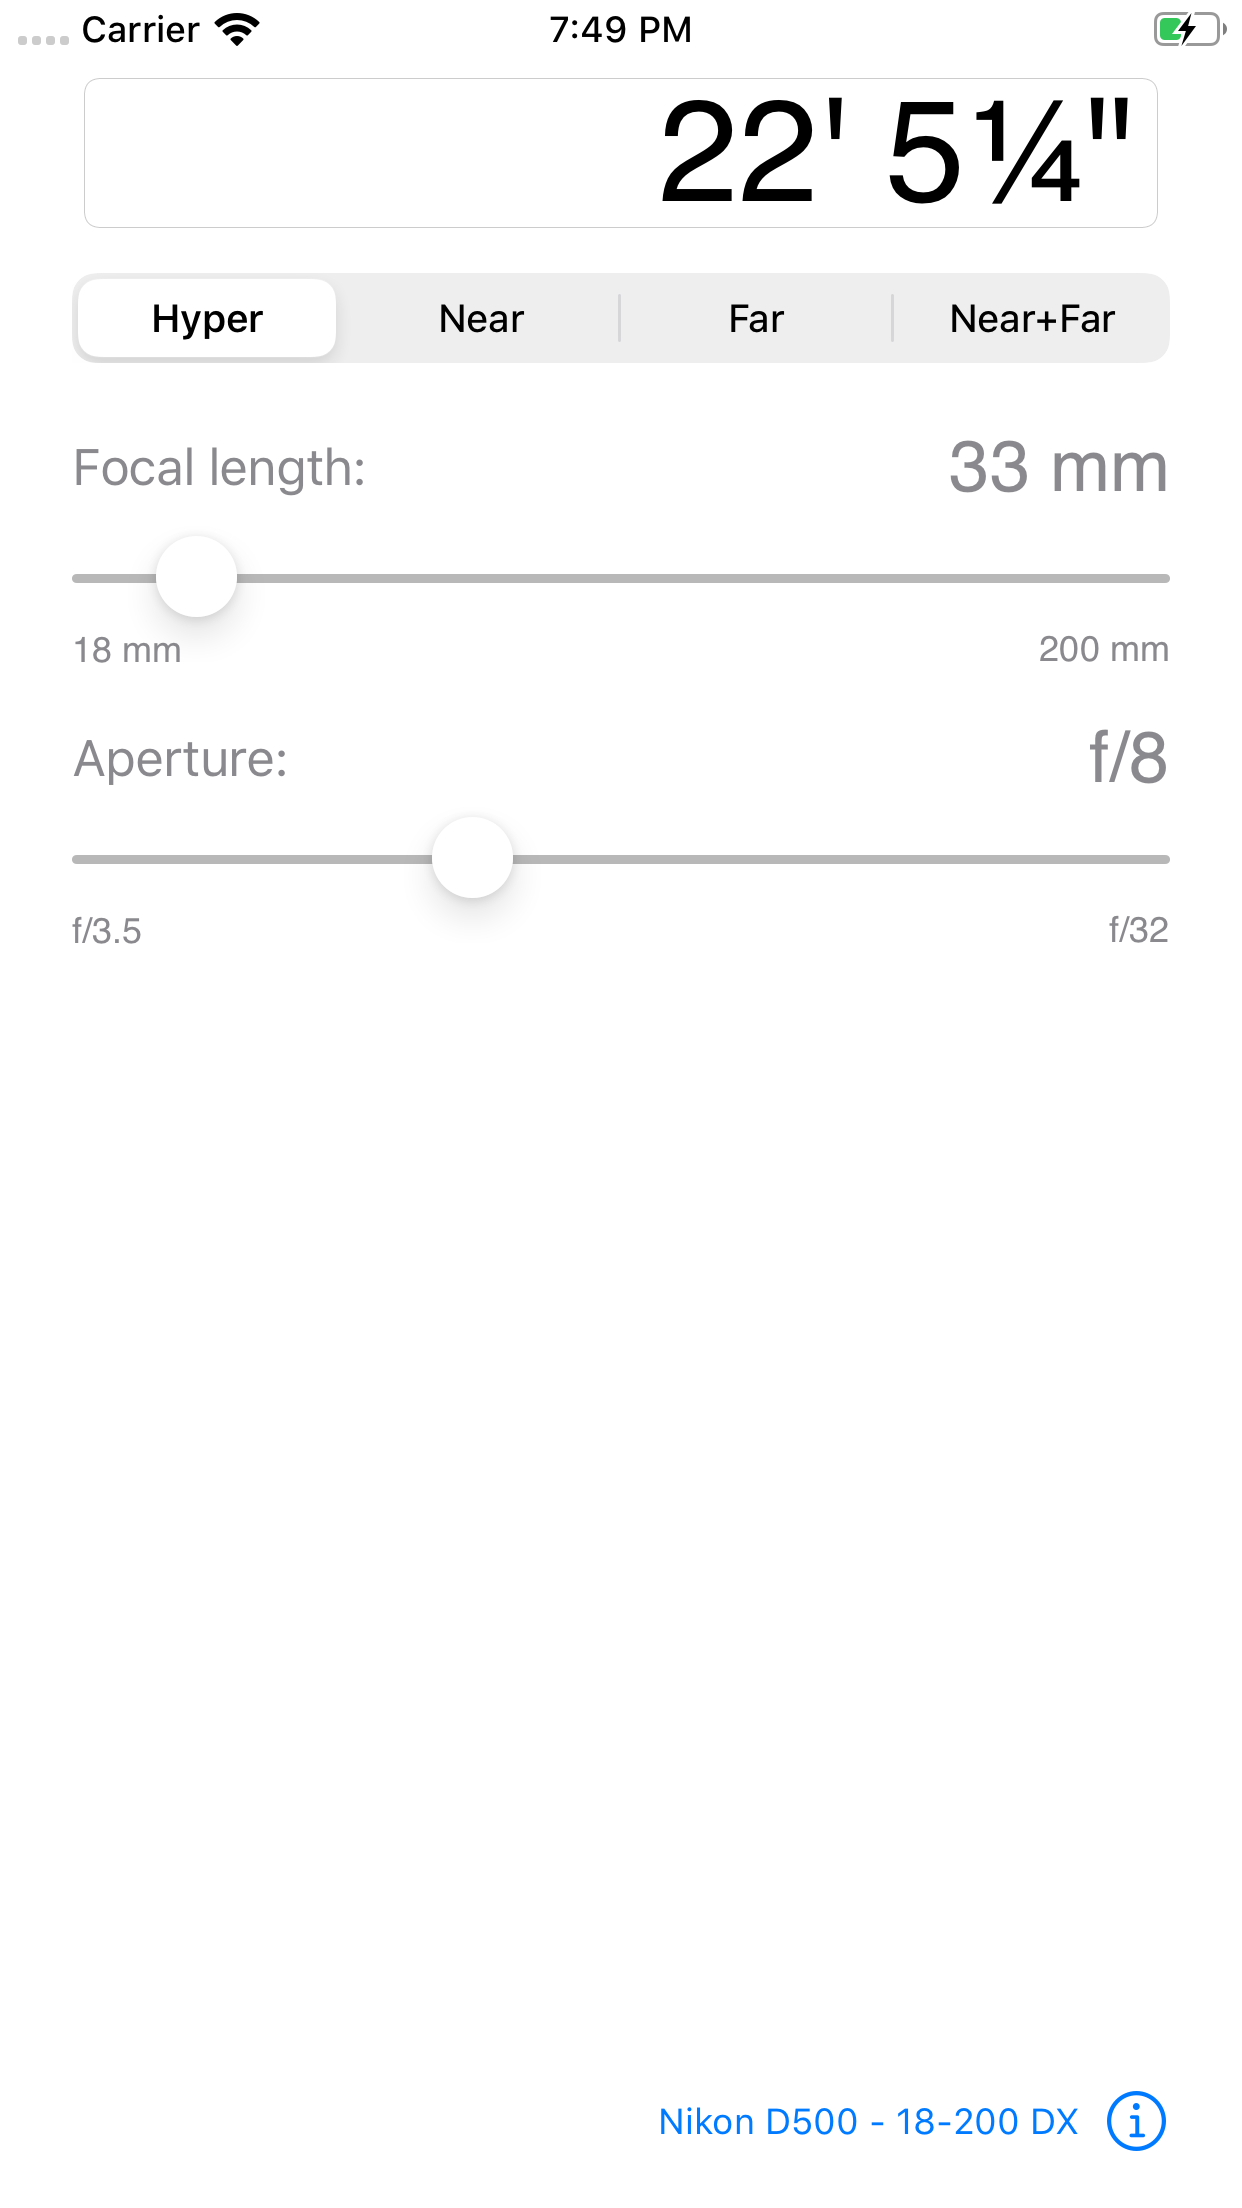 Carrier 7:49 PM
22' 5¼"
Hyper Near Far Near+Far
Focal length: 33 mm
18 mm 200 mm
Aperture: f/8
f/3.5 f/32
Nikon D500 - 18-200 DX